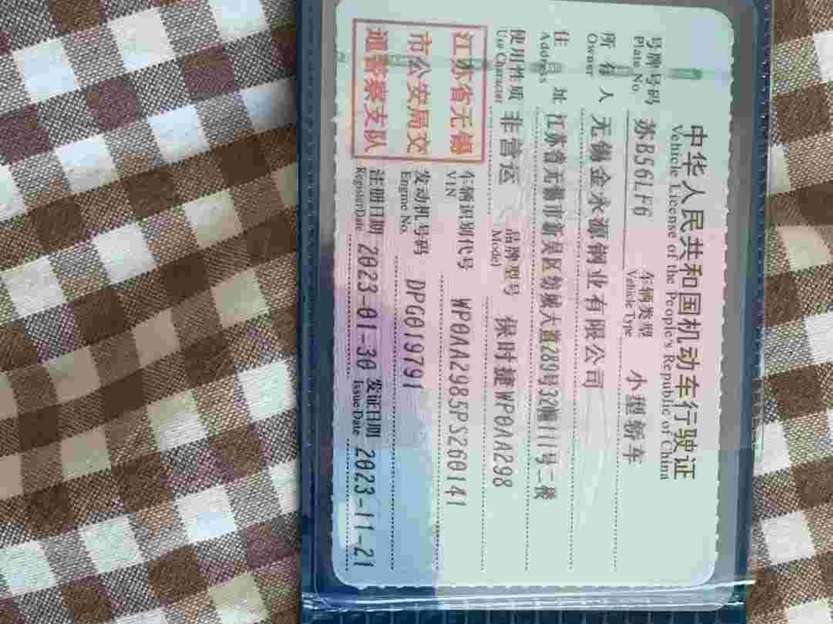 中华人民共和国机动车行驶证
Vehicle License of the People's Republic of China
号牌号码 苏B56LF6 车辆类型 小型轿车
Plate No. Vehicle Type
所有人 无锡金永源钢业有限公司
Owner
住址 江苏省无锡市新吴区 风大道289号32幢111号二楼
Address
使用性质 非营运 品牌型号 保时捷WP0AA298
Use Character Model
江苏省无锡
市公安局交
通警察支队
车辆识别代号 WP0AA2985PS260141
VIN
发动机号码 DPG019791
Engine No.
注册日期 2023-01-30 发证日期 2023-11-21
Register Date Issue Date